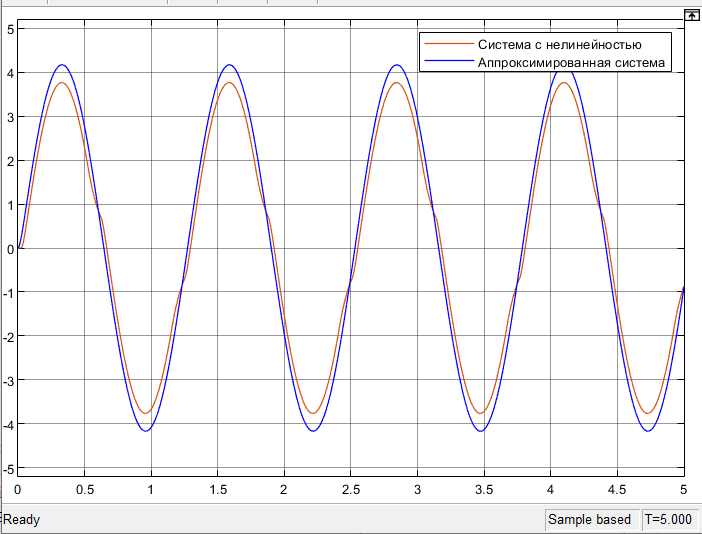 Система с нелинейностью
Аппроксимированная система
5
4
3
2
1
0
-1
-2
-3
-4
-5
0 0.5 1 1.5 2 2.5 3 3.5 4 4.5 5
Ready Sample based T=5.000